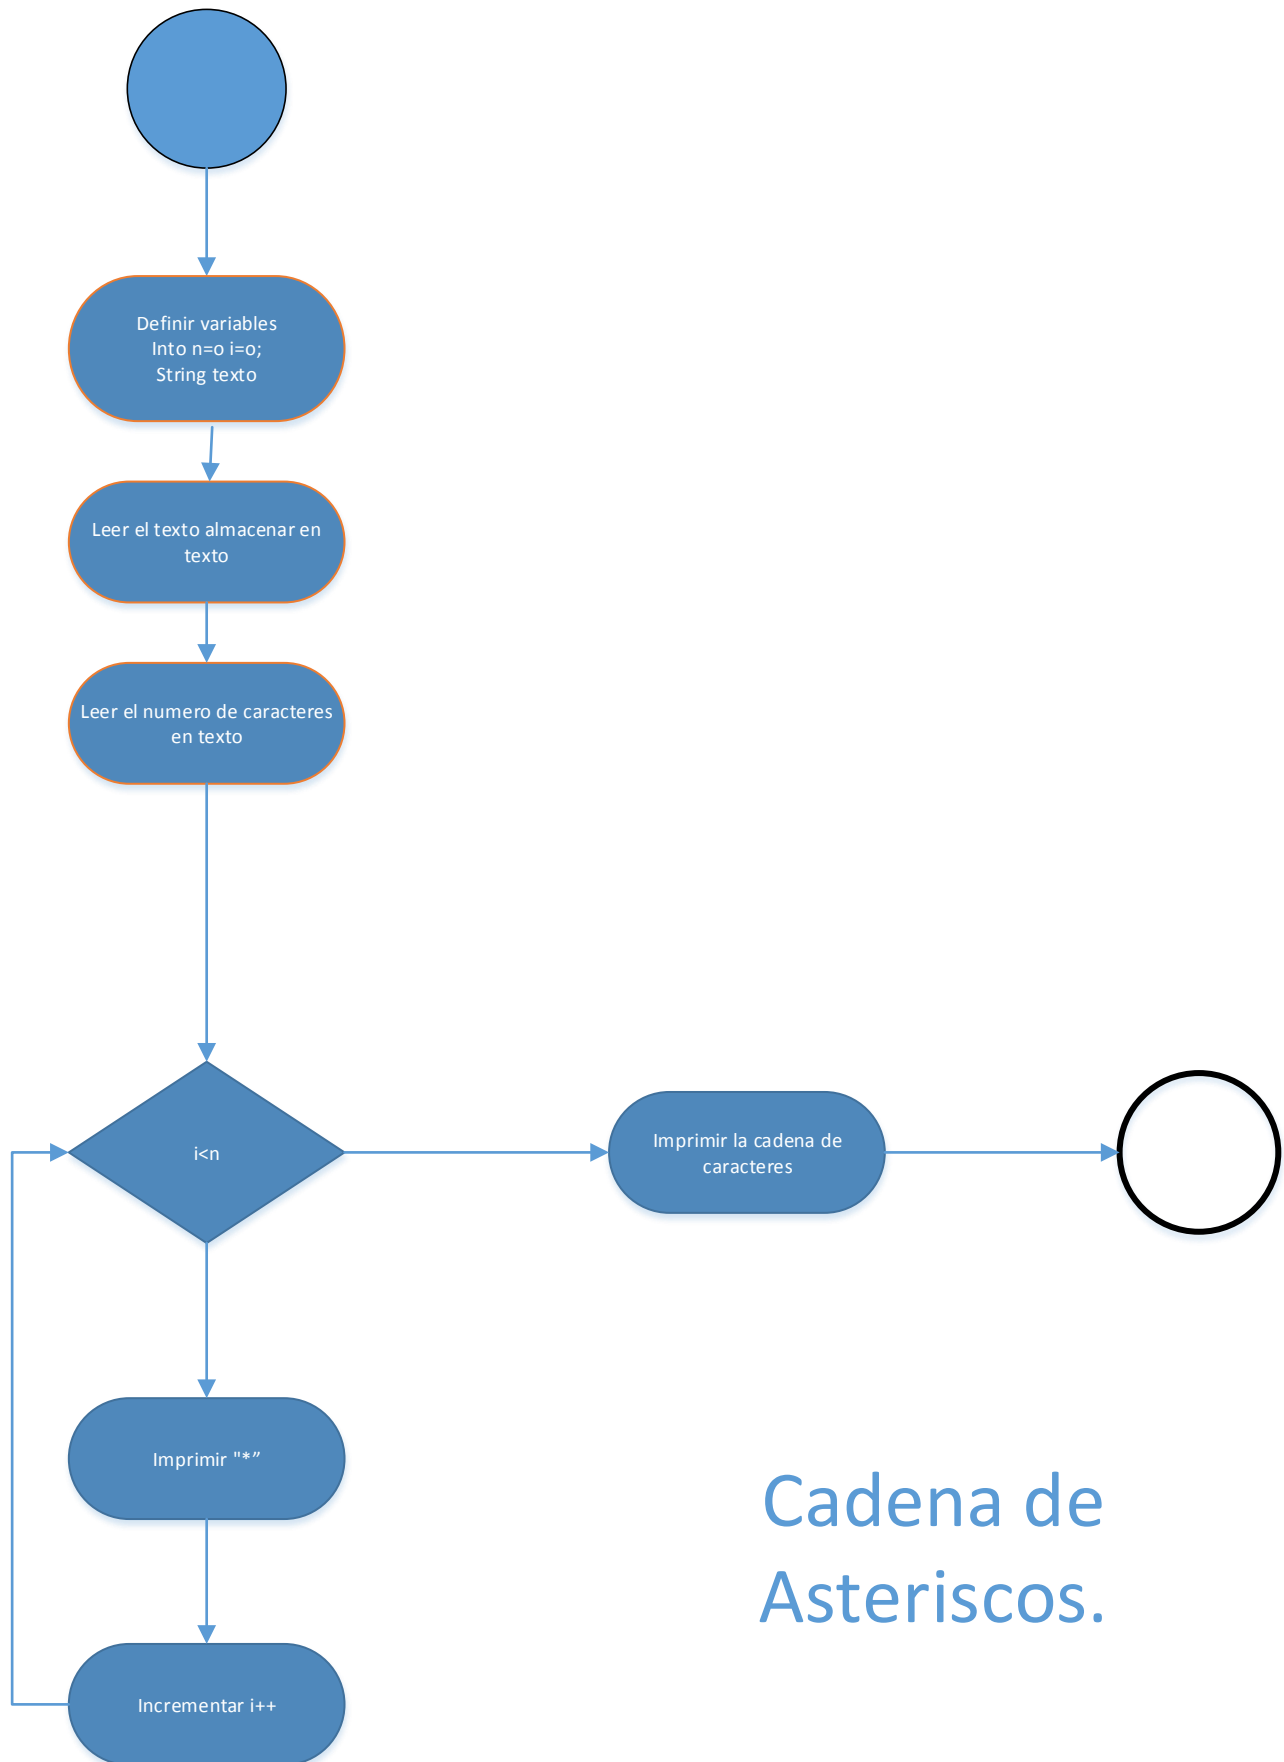 Definir variables
Into n=o i=o;
String texto
Leer el texto almacenar en
texto
Leer el numero de caracteres
en texto
i<n
Imprimir la cadena de
caracteres
Imprimir "*”
Cadena de
Asteriscos.
Incrementar i++